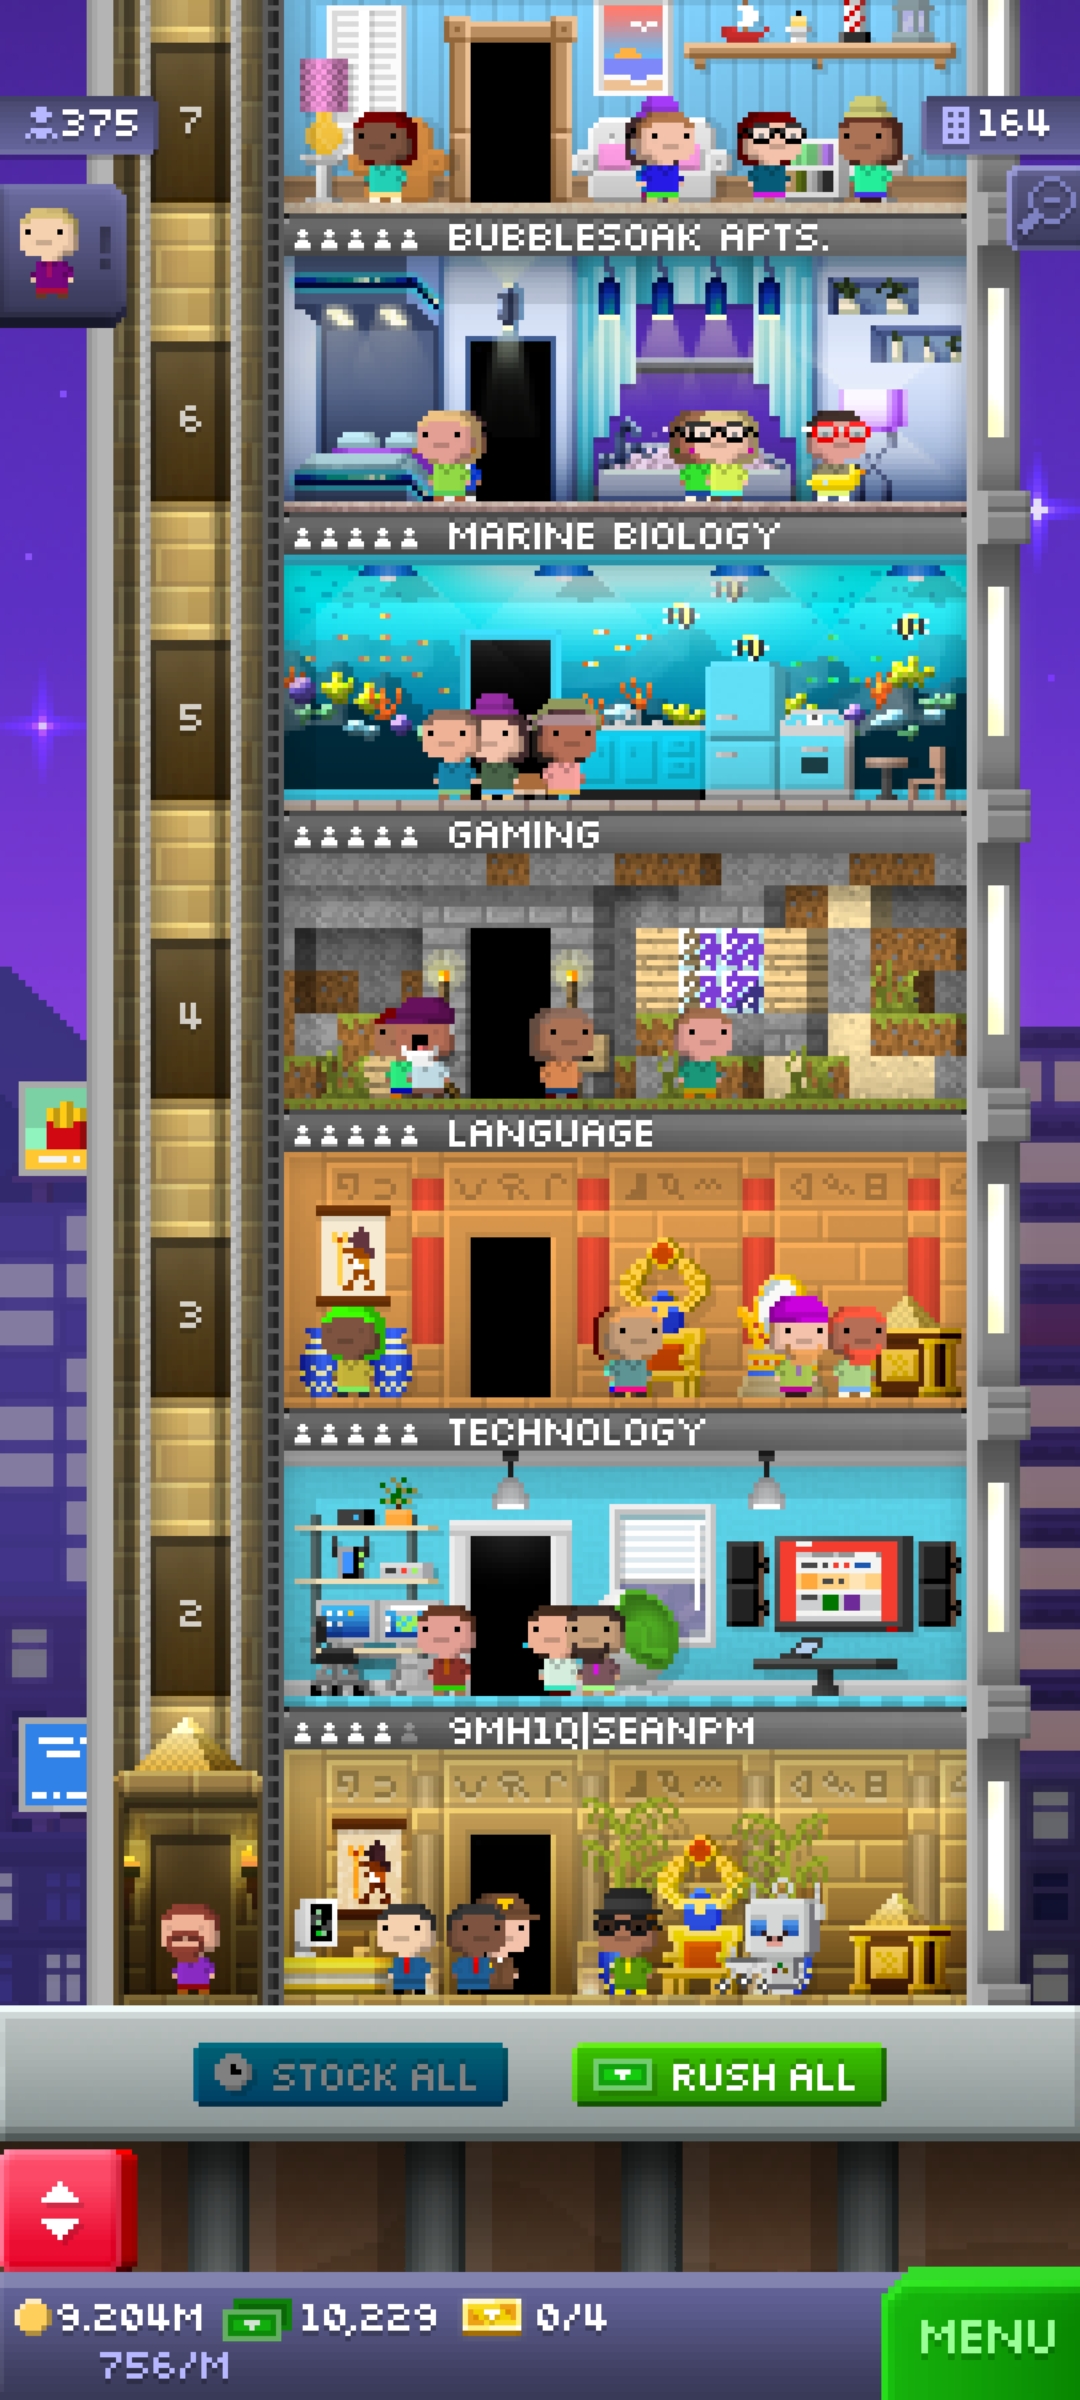 375
7
164
!
BUBBLESOAK APTS.
6
MARINE BIOLOGY
5
GAMING
4
LANGUAGE
3
TECHNOLOGY
2
9MH1Q|SEANPM
STOCK ALL
RUSH ALL
9.204M
10,229
0/4
756/M
MENU